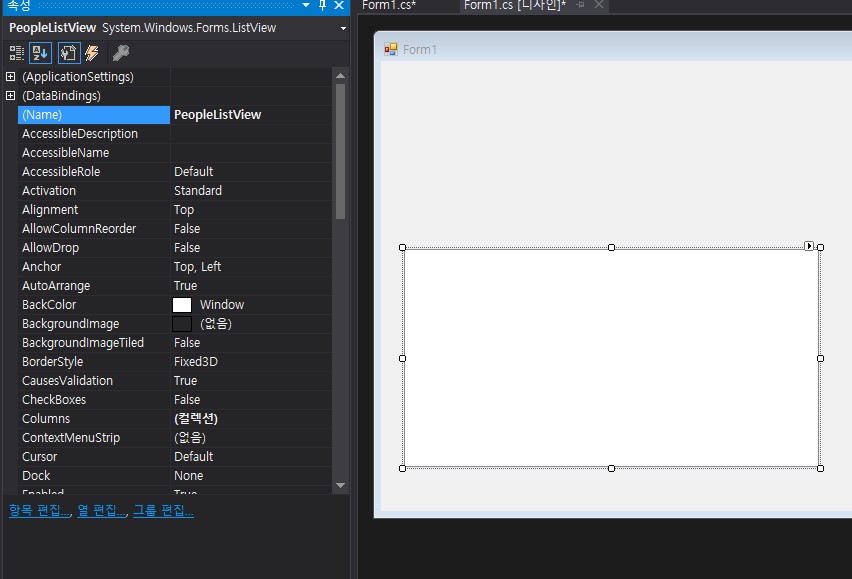 속성
PeopleListView System.Windows.Forms.ListView
(ApplicationSettings)
(DataBindings)
(Name) PeopleListView
AccessibleDescription
AccessibleName
AccessibleRole Default
Activation Standard
Alignment Top
AllowColumnReorder False
AllowDrop False
Anchor Top, Left
AutoArrange True
BackColor Window
BackgroundImage (없음)
BackgroundImageTiled False
BorderStyle Fixed3D
CausesValidation True
CheckBoxes False
Columns (컬렉션)
ContextMenuStrip (없음)
Cursor Default
Dock None
Enabled True
항목 편집..., 열 편집..., 그룹 편집...
Form1.cs* Form1.cs [디자인]*
Form1